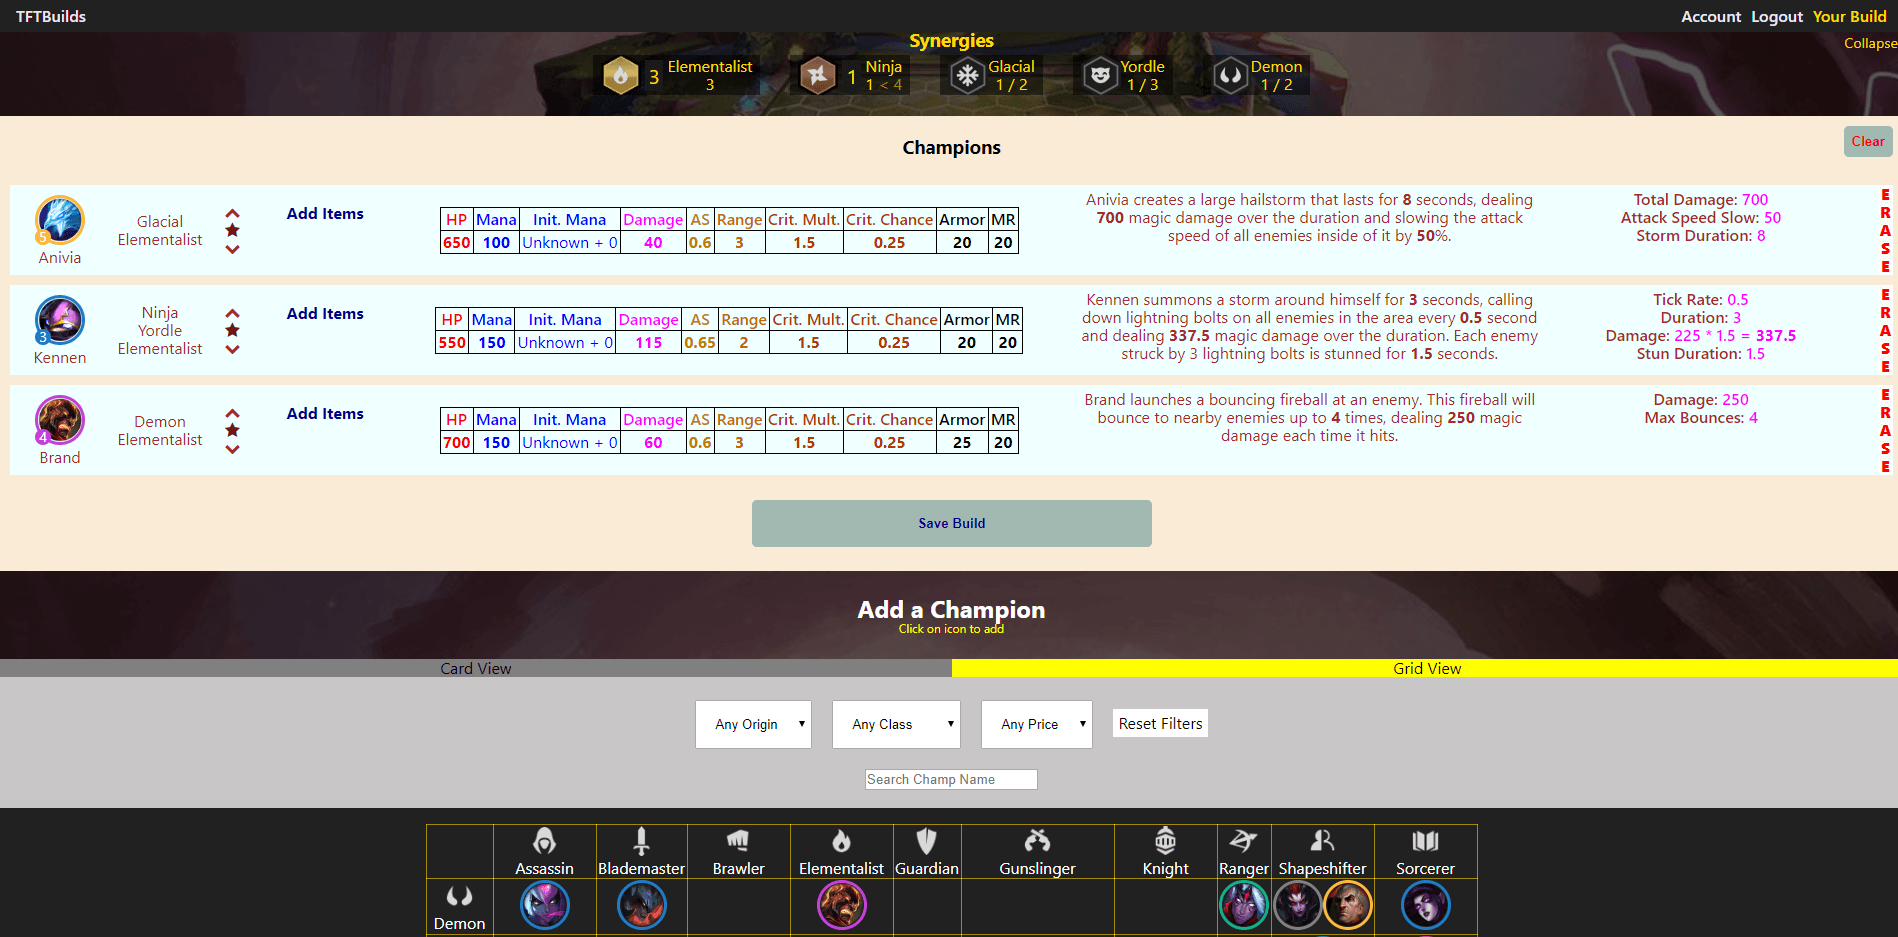 TFTBuilds
Account Logout Your Build
Synergies
Collapse
3 Elementalist
3
1 Ninja
1 < 4
Glacial
1 / 2
Yordle
1 / 3
Demon
1 / 2
Champions
Clear
5
Anivia
Glacial
Elementalist
Add Items
HP Mana Init. Mana Damage AS Range Crit. Mult. Crit. Chance Armor MR
650 100 Unknown + 0 40 0.6 3 1.5 0.25 20 20
Anivia creates a large hailstorm that lasts for 8 seconds, dealing
700 magic damage over the duration and slowing the attack
speed of all enemies inside of it by 50%.
Total Damage: 700
Attack Speed Slow: 50
Storm Duration: 8
ERASE
3
Kennen
Ninja
Yordle
Elementalist
Add Items
HP Mana Init. Mana Damage AS Range Crit. Mult. Crit. Chance Armor MR
550 150 Unknown + 0 115 0.65 2 1.5 0.25 20 20
Kennen summons a storm around himself for 3 seconds, calling
down lightning bolts on all enemies in the area every 0.5 second
and dealing 337.5 magic damage over the duration. Each enemy
struck by 3 lightning bolts is stunned for 1.5 seconds.
Tick Rate: 0.5
Duration: 3
Damage: 225 * 1.5 = 337.5
Stun Duration: 1.5
ERASE
4
Brand
Demon
Elementalist
Add Items
HP Mana Init. Mana Damage AS Range Crit. Mult. Crit. Chance Armor MR
700 150 Unknown + 0 60 0.6 3 1.5 0.25 25 20
Brand launches a bouncing fireball at an enemy. This fireball will
bounce to nearby enemies up to 4 times, dealing 250 magic
damage each time it hits.
Damage: 250
Max Bounces: 4
ERASE
Save Build
Add a Champion
Click on icon to add
Card View
Grid View
Any Origin
Any Class
Any Price
Reset Filters
Search Champ Name
Assassin Blademaster Brawler Elementalist Guardian Gunslinger Knight Ranger Shapeshifter Sorcerer
Demon